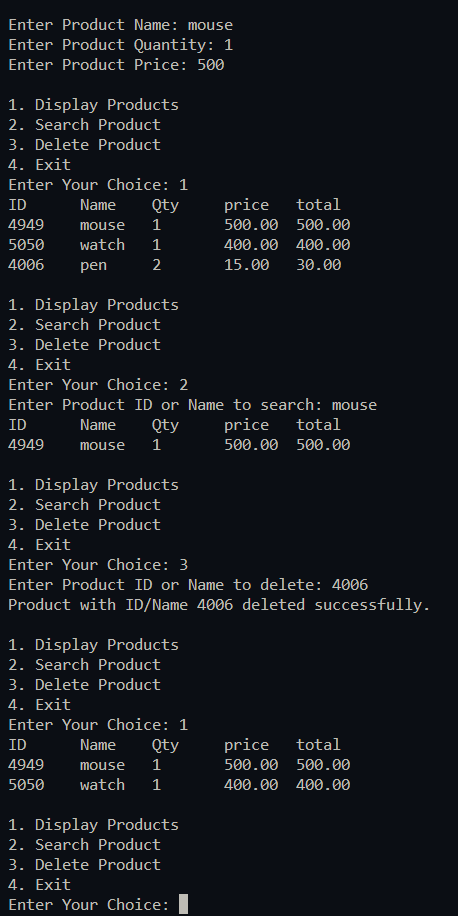 Enter Product Name: mouse
Enter Product Quantity: 1
Enter Product Price: 500

1. Display Products
2. Search Product
3. Delete Product
4. Exit
Enter Your Choice: 1
ID      Name    Qty     price   total
4949    mouse   1       500.00  500.00
5050    watch   1       400.00  400.00
4006    pen     2       15.00   30.00

1. Display Products
2. Search Product
3. Delete Product
4. Exit
Enter Your Choice: 2
Enter Product ID or Name to search: mouse
ID      Name    Qty     price   total
4949    mouse   1       500.00  500.00

1. Display Products
2. Search Product
3. Delete Product
4. Exit
Enter Your Choice: 3
Enter Product ID or Name to delete: 4006
Product with ID/Name 4006 deleted successfully.

1. Display Products
2. Search Product
3. Delete Product
4. Exit
Enter Your Choice: 1
ID      Name    Qty     price   total
4949    mouse   1       500.00  500.00
5050    watch   1       400.00  400.00

1. Display Products
2. Search Product
3. Delete Product
4. Exit
Enter Your Choice: